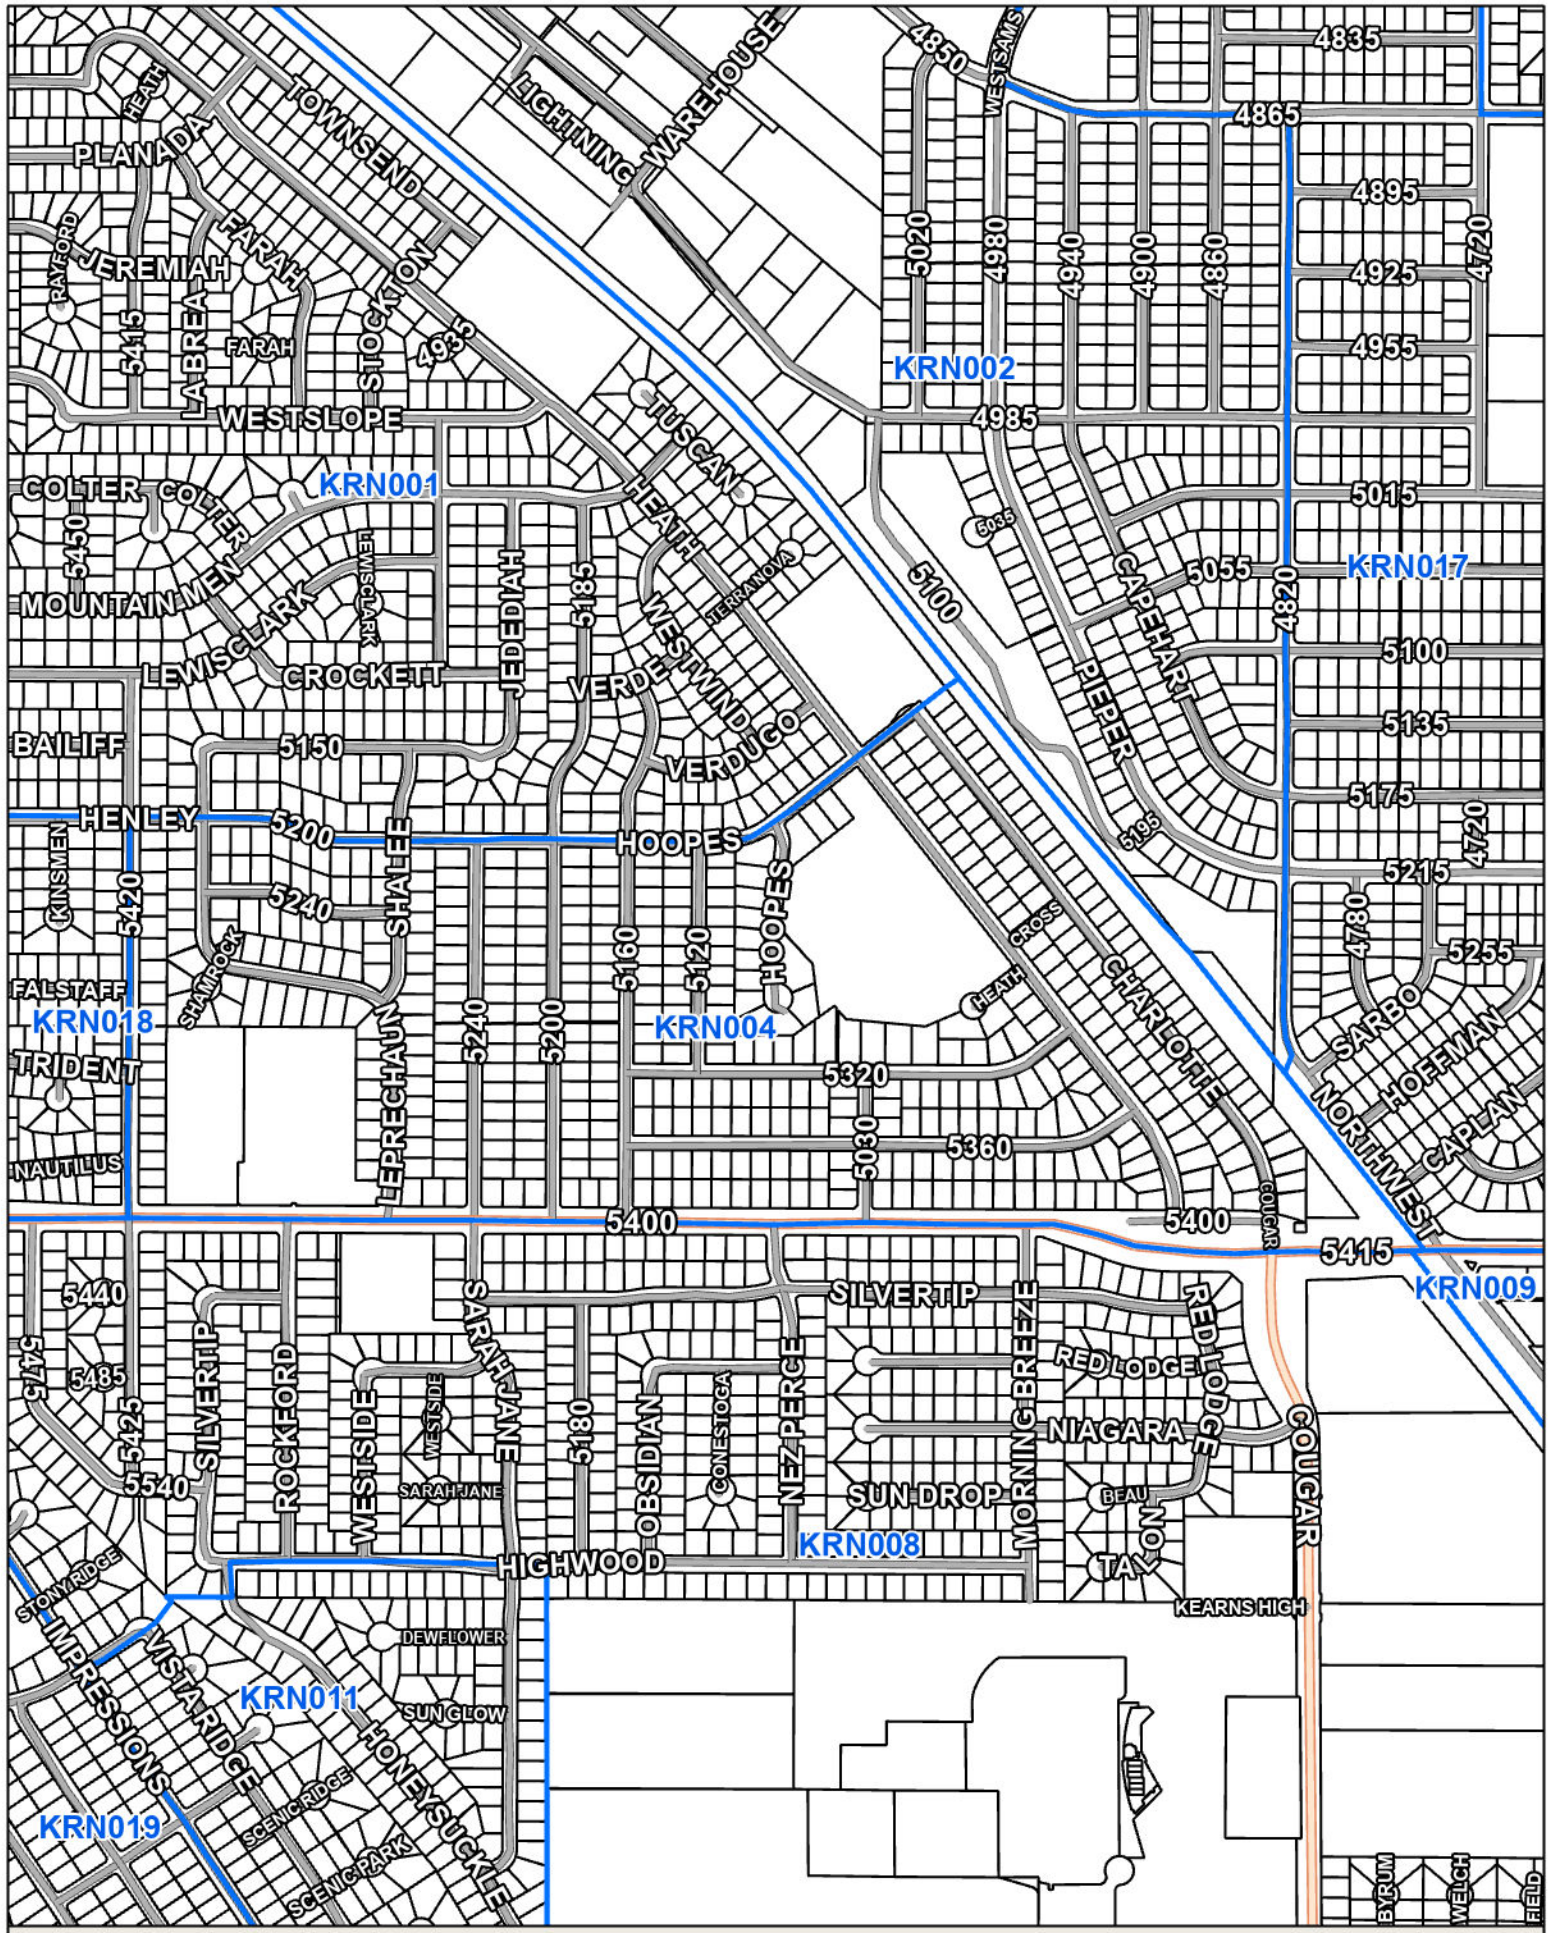 4835
4850
WESTSAMS
WAREHOUSE
LIGHTNING
HEATH
TOWNSEND
4865
PLANADA
4895
RAYFORD
FARAH
JEREMIAH
5020
4980
4940
4900
4860
4720
4925
STOCKTON
LABREA
5415
FARAH
4935
4955
KRN002
WESTSLOPE
4985
TUSCAN
COLTER
COLTER
KRN001
5015
5450
HEATH
5035
LEWISCLARK
MOUNTAIN MEN
LEWISCLARK
JEDEDIAH
5185
TERRANOVA
WESTWIND
5100
CAPEHART
5055
4820
KRN017
CROCKETT
VERDE
5100
PIEPER
BAILIFF
5150
VERDUGO
5135
5175
HENLEY
5200
SHALEE
HOOPES
5195
4720
KINSMEN
5420
5215
5240
HOOPES
CROSS
4780
5255
SHAMROCK
5160
5120
FALSTAFF
HEATH
CHARLOTTE
KRN018
LEPRECHAUN
5240
5200
KRN004
SARBO
HOFFMAN
TRIDENT
5320
NORTHWEST
CAPLAN
5030
5360
NAUTILUS
COUGAR
5400
5400
5415
5440
SARAH JANE
SILVERTIP
MORNING BREEZE
RED LODGE
KRN009
5475
5485
SILVERTIP
ROCKFORD
RED LODGE
5425
WESTSIDE
WESTSIDE
5180
OBSIDIAN
CONESTOGA
NEZ PERCE
NIAGARA
COUGAR
5540
SARAH JANE
SUN DROP
BEAU
NOL
TAL
KRN008
HIGHWOOD
STONY RIDGE
KEARNS HIGH
IMPRESSIONS
VISTA RIDGE
DEWFLOWER
KRN011
SUN GLOW
HONEYSUCKLE
SCENIC RIDGE
KRN019
SCENIC PARK
BYRUM
WELCH
FIELD